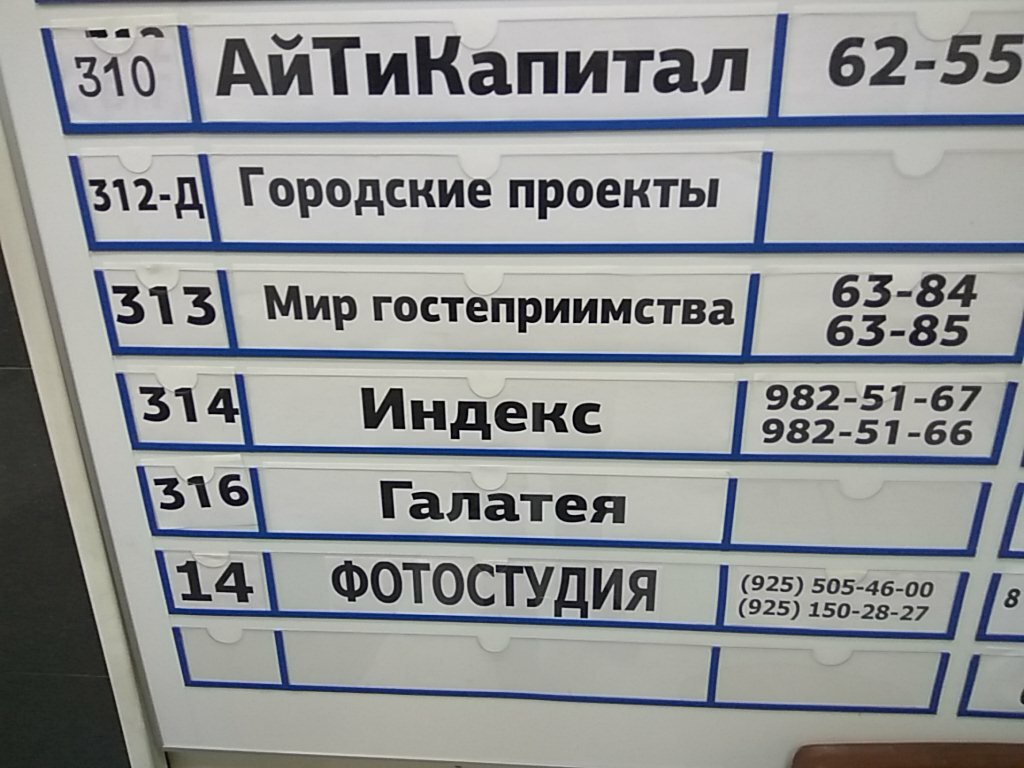 310 АйТиКапитал 62-55
312-Д Городские проекты
313 Мир гостеприимства 63-84
63-85
314 Индекс 982-51-67
982-51-66
316 Галатея
14 ФОТОСТУДИЯ (925) 505-46-00
(925) 150-28-27
8